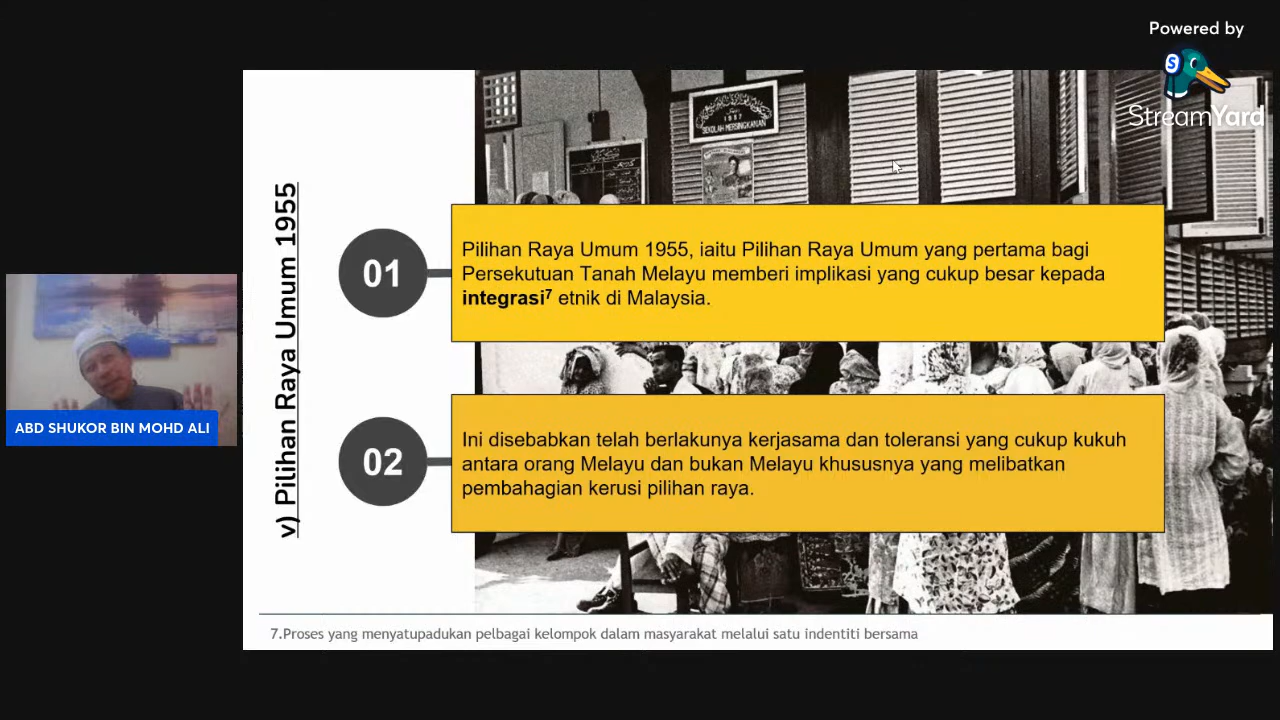 Powered by
StreamYard
v) Pilihan Raya Umum 1955
01
Pilihan Raya Umum 1955, iaitu Pilihan Raya Umum yang pertama bagi
Persekutuan Tanah Melayu memberi implikasi yang cukup besar kepada
integrasi⁷ etnik di Malaysia.
02
Ini disebabkan telah berlakunya kerjasama dan toleransi yang cukup kukuh
antara orang Melayu dan bukan Melayu khususnya yang melibatkan
pembahagian kerusi pilihan raya.
7.Proses yang menyatupadukan pelbagai kelompok dalam masyarakat melalui satu indentiti bersama
ABD SHUKOR BIN MOHD ALI